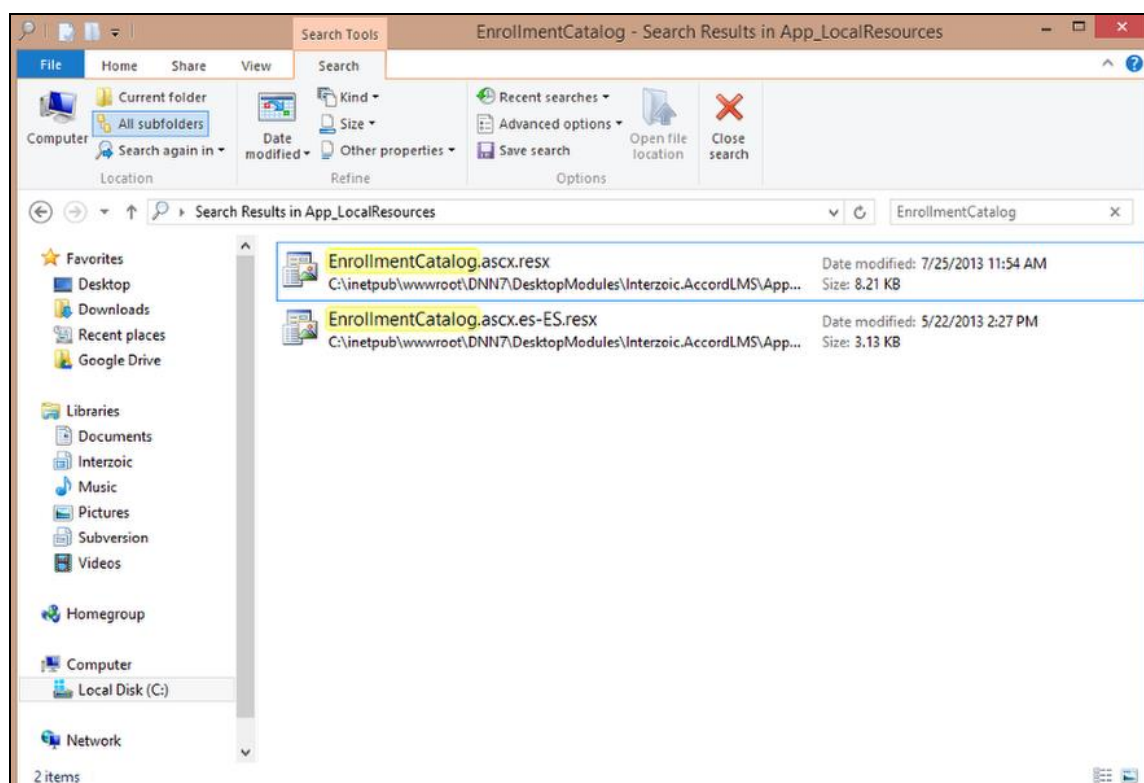 Search Tools
EnrollmentCatalog - Search Results in App_LocalResources
File Home Share View Search
Computer
Current folder
All subfolders
Search again in
Location
Date modified
Kind
Size
Other properties
Refine
Recent searches
Advanced options
Save search
Open file location
Options
Close search
Search Results in App_LocalResources
EnrollmentCatalog
Favorites
Desktop
Downloads
Recent places
Google Drive
Libraries
Documents
Interzoic
Music
Pictures
Subversion
Videos
Homegroup
Computer
Local Disk (C:)
Network
EnrollmentCatalog.ascx.resx
C:\inetpub\wwwroot\DNN7\DesktopModules\Interzoic.AccordLMS\App...
Date modified: 7/25/2013 11:54 AM
Size: 8.21 KB
EnrollmentCatalog.ascx.es-ES.resx
C:\inetpub\wwwroot\DNN7\DesktopModules\Interzoic.AccordLMS\App...
Date modified: 5/22/2013 2:27 PM
Size: 3.13 KB
2 items